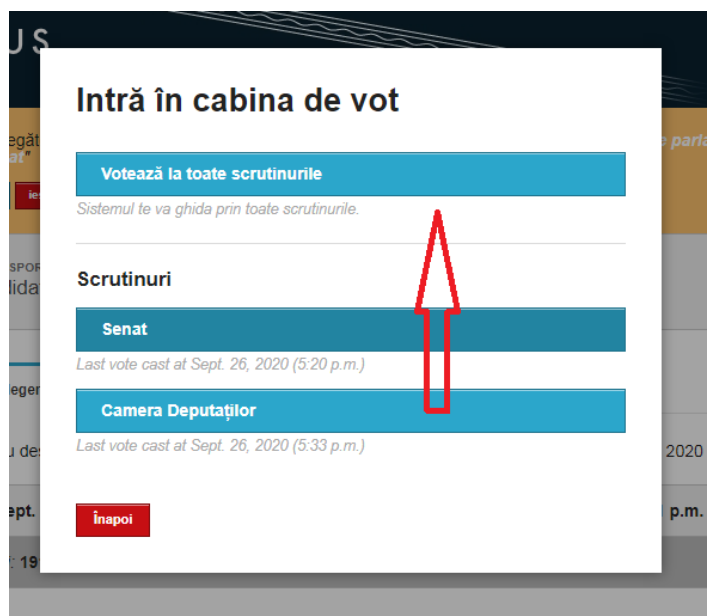 U S
Intră în cabina de vot
Votează la toate scrutinurile
Sistemul te va ghida prin toate scrutinurile.
Scrutinuri
Senat
Last vote cast at Sept. 26, 2020 (5:20 p.m.)
Camera Deputaților
Last vote cast at Sept. 26, 2020 (5:33 p.m.)
2020
p.m.
19
Înapoi